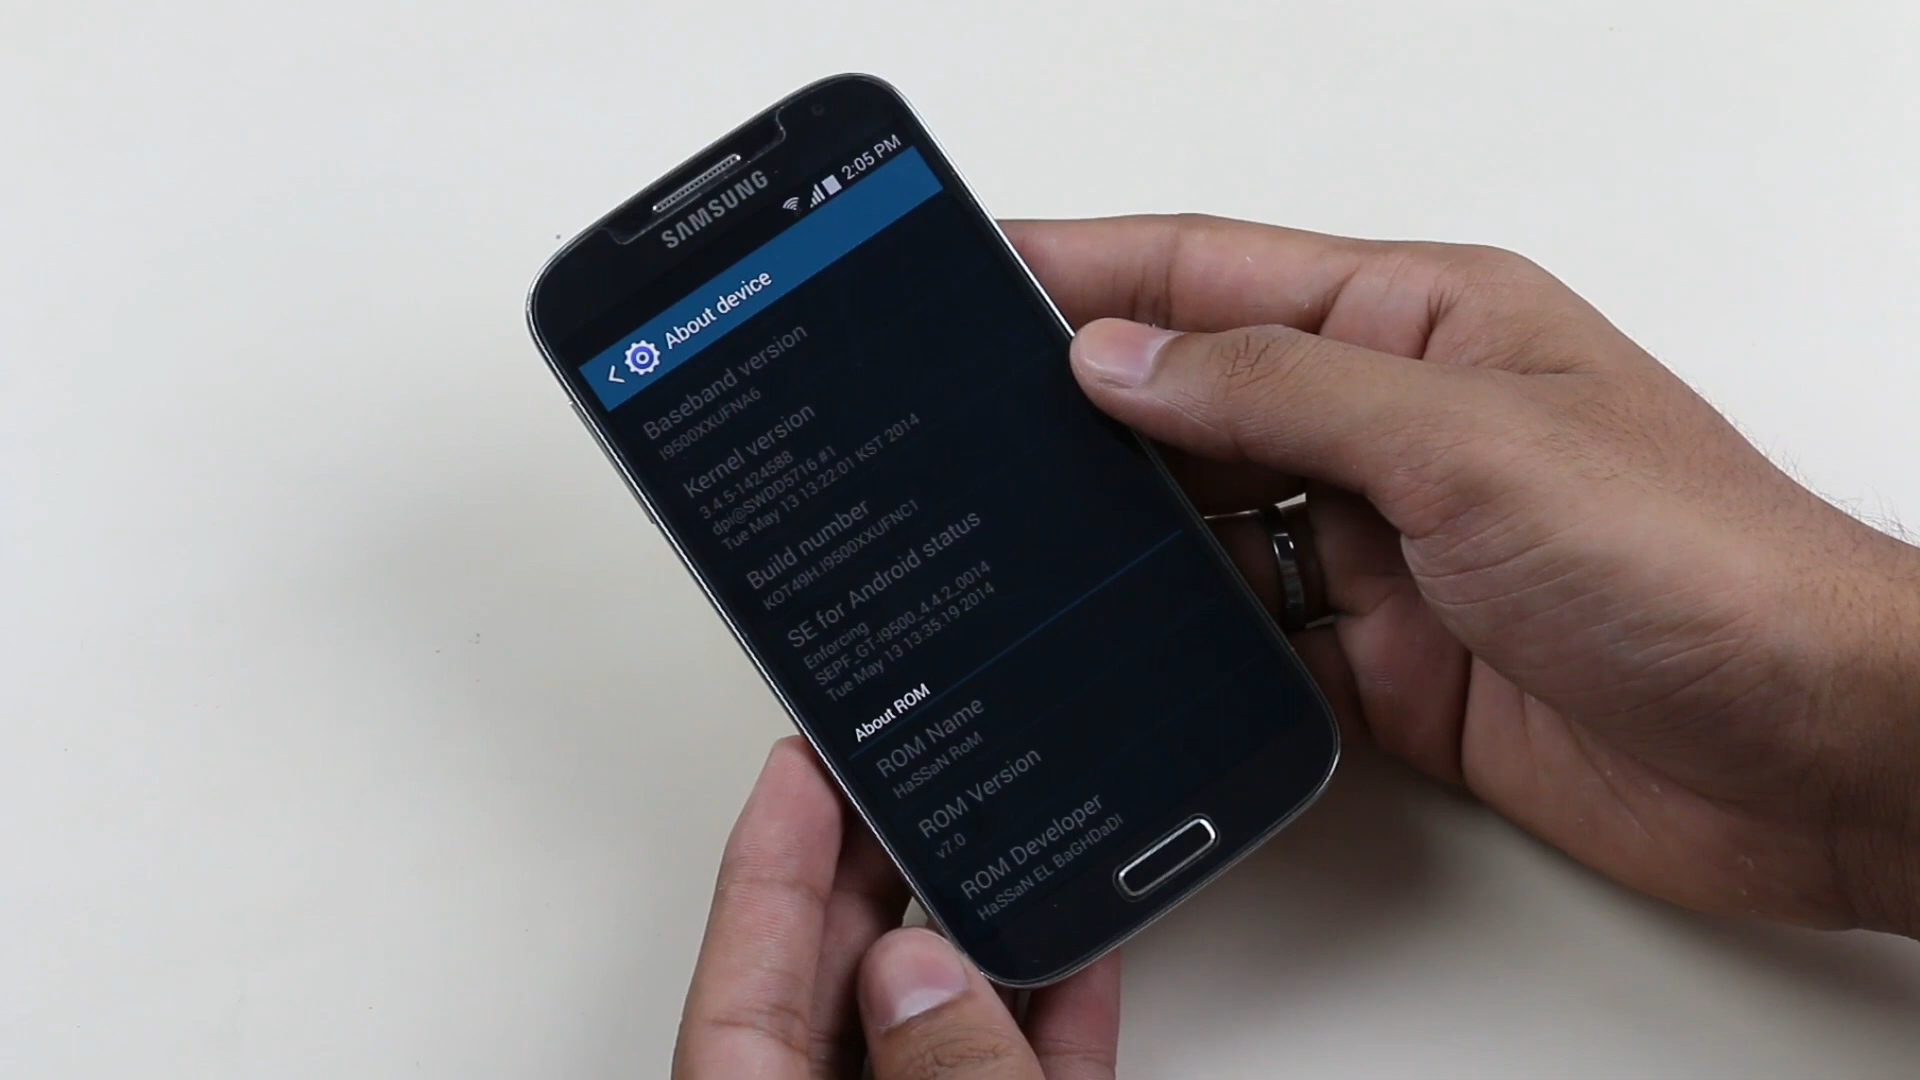 SAMSUNG
2:05 PM
About device
Baseband version
I9500XXUFNA6
Kernel version
3.4.5-1424588
dpi@SWDD5716 #1
Tue May 13 13:22:01 KST 2014
Build number
KOT49H.I9500XXUFNC1
SE for Android status
Enforcing
SEPF_GT-I9500_4.4.2_0014
Tue May 13 13:35:19 2014
About ROM
ROM Name
HaSSaN RoM
ROM Version
v7.0
ROM Developer
HaSSaN EL BaGHDaDI